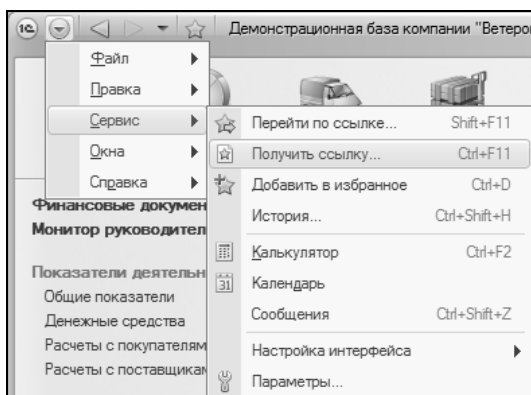 1С Демонстрационная база компании "Ветеро
Файл
Правка
Сервис
Окна
Справка
Перейти по ссылке... Shift+F11
Получить ссылку... Ctrl+F11
Добавить в избранное Ctrl+D
История... Ctrl+Shift+H
Калькулятор Ctrl+F2
31 Календарь
Сообщения Ctrl+Shift+Z
Настройка интерфейса
Параметры...
Финансовые докумен
Монитор руководител
Показатели деятельн
Общие показатели
Денежные средства
Расчеты с покупателям
Расчеты с поставщикам